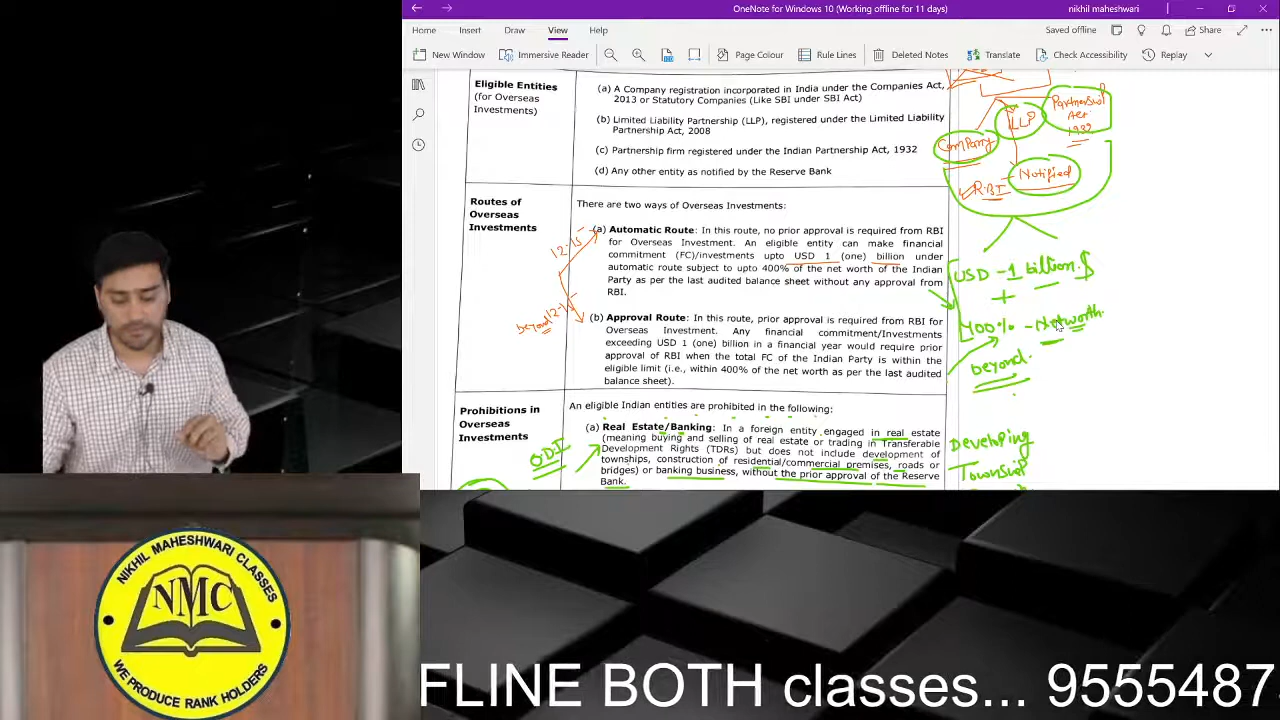 OneNote for Windows 10 (Working offline for 11 days)
nikhil maheshwari
Home Insert Draw View Help
Saved offline
Share
New Window
Immersive Reader
Page Colour
Rule Lines
Deleted Notes
Translate
Check Accessibility
Replay
Eligible Entities
(for Overseas
Investments)
(a) A Company registration incorporated in India under the Companies Act,
2013 or Statutory Companies (Like SBI under SBI Act)
(b) Limited Liability Partnership (LLP), registered under the Limited Liability
Partnership Act, 2008
(c) Partnership firm registered under the Indian Partnership Act, 1932
(d) Any other entity as notified by the Reserve Bank
Company
LLP
Partnership
Act
1932
Notified
RBI
Routes of
Overseas
Investments
There are two ways of Overseas Investments:
(a) Automatic Route: In this route, no prior approval is required from RBI
for Overseas Investment. An eligible entity can make financial
commitment (FC)/investments upto USD 1 (one) billion under
automatic route subject to upto 400% of the net worth of the Indian
Party as per the last audited balance sheet without any approval from
RBI.
(b) Approval Route: In this route, prior approval is required from RBI for
Overseas Investment. Any financial commitment/Investments
exceeding USD 1 (one) billion in a financial year would require prior
approval of RBI when the total FC of the Indian Party is within the
eligible limit (i.e., within 400% of the net worth as per the last audited
balance sheet).
beyond
USD - 1 billion $
+
400% - Networth
beyond.
Prohibitions in
Overseas
Investments
An eligible Indian entities are prohibited in the following:
(a) Real Estate/Banking: In a foreign entity engaged in real estate
(meaning buying and selling of real estate or trading in Transferable
Development Rights (TDRs) but does not include development of
townships, construction of residential/commercial premises, roads or
bridges) or banking business, without the prior approval of the Reserve
Bank.
ODI
Developing
Township
NIKHIL MAHESHWARI CLASSES
NMC
WE PRODUCE RANK HOLDERS
FLINE BOTH classes... 9555487